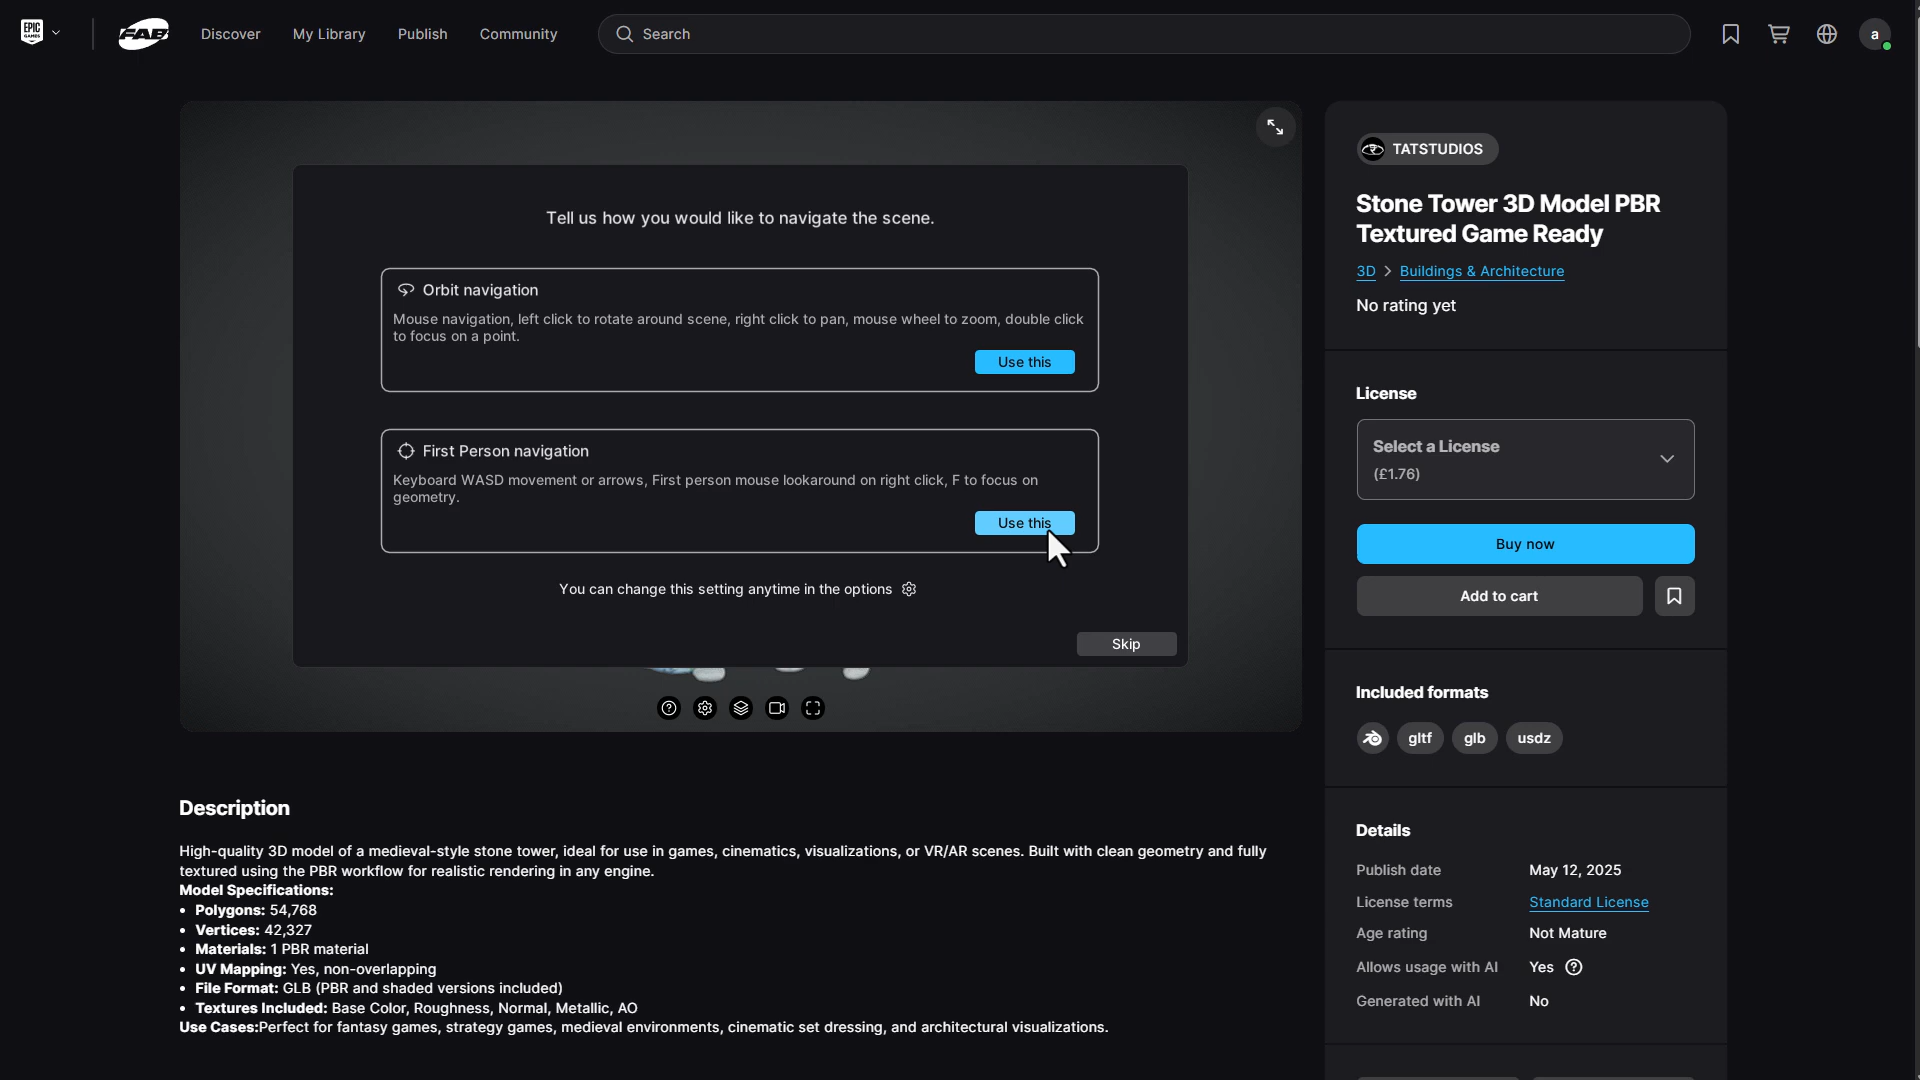 EPIC GAMES
FAB
Discover
My Library
Publish
Community
Search
a
Tell us how you would like to navigate the scene.
Orbit navigation
Mouse navigation, left click to rotate around scene, right click to pan, mouse wheel to zoom, double click
to focus on a point.
Use this
First Person navigation
Keyboard WASD movement or arrows, First person mouse lookaround on right click, F to focus on
geometry.
Use this
You can change this setting anytime in the options
Skip
TATSTUDIOS
Stone Tower 3D Model PBR
Textured Game Ready
3D > Buildings & Architecture
No rating yet
License
Select a License
(£1.76)
Buy now
Add to cart
Included formats
gltf
glb
usdz
Details
Publish date May 12, 2025
License terms Standard License
Age rating Not Mature
Allows usage with AI Yes
Generated with AI No
Description
High-quality 3D model of a medieval-style stone tower, ideal for use in games, cinematics, visualizations, or VR/AR scenes. Built with clean geometry and fully
textured using the PBR workflow for realistic rendering in any engine.
Model Specifications:
• Polygons: 54,768
• Vertices: 42,327
• Materials: 1 PBR material
• UV Mapping: Yes, non-overlapping
• File Format: GLB (PBR and shaded versions included)
• Textures Included: Base Color, Roughness, Normal, Metallic, AO
Use Cases:Perfect for fantasy games, strategy games, medieval environments, cinematic set dressing, and architectural visualizations.